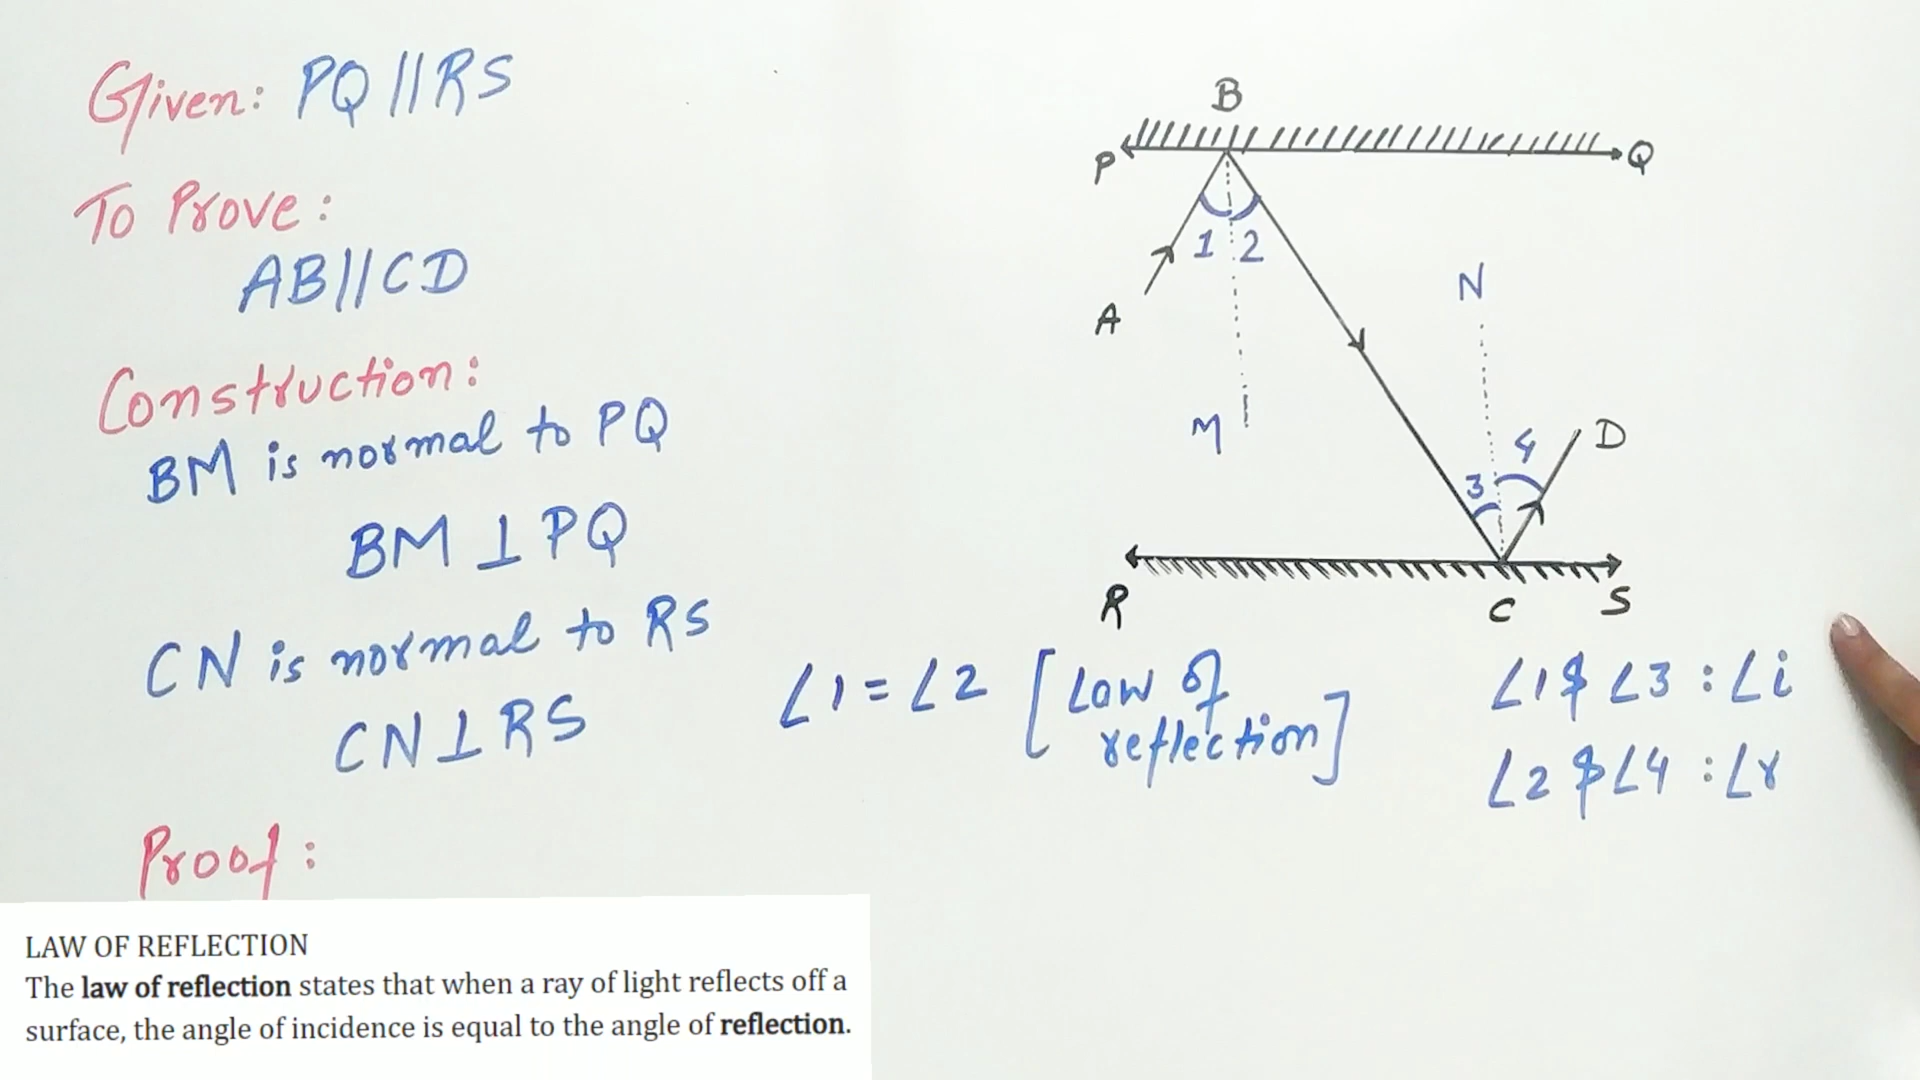 Given: PQ || RS
To Prove:
AB || CD
Construction:
BM is normal to PQ
BM ⊥ PQ
CN is normal to RS
CN ⊥ RS
Proof:
B
P
Q
1 2
A
N
M
4
D
3
R
C
S
∠1 = ∠2 [Law of
reflection]
∠1 & ∠3 : ∠i
∠2 & ∠4 : ∠r
LAW OF REFLECTION
The law of reflection states that when a ray of light reflects off a
surface, the angle of incidence is equal to the angle of reflection.